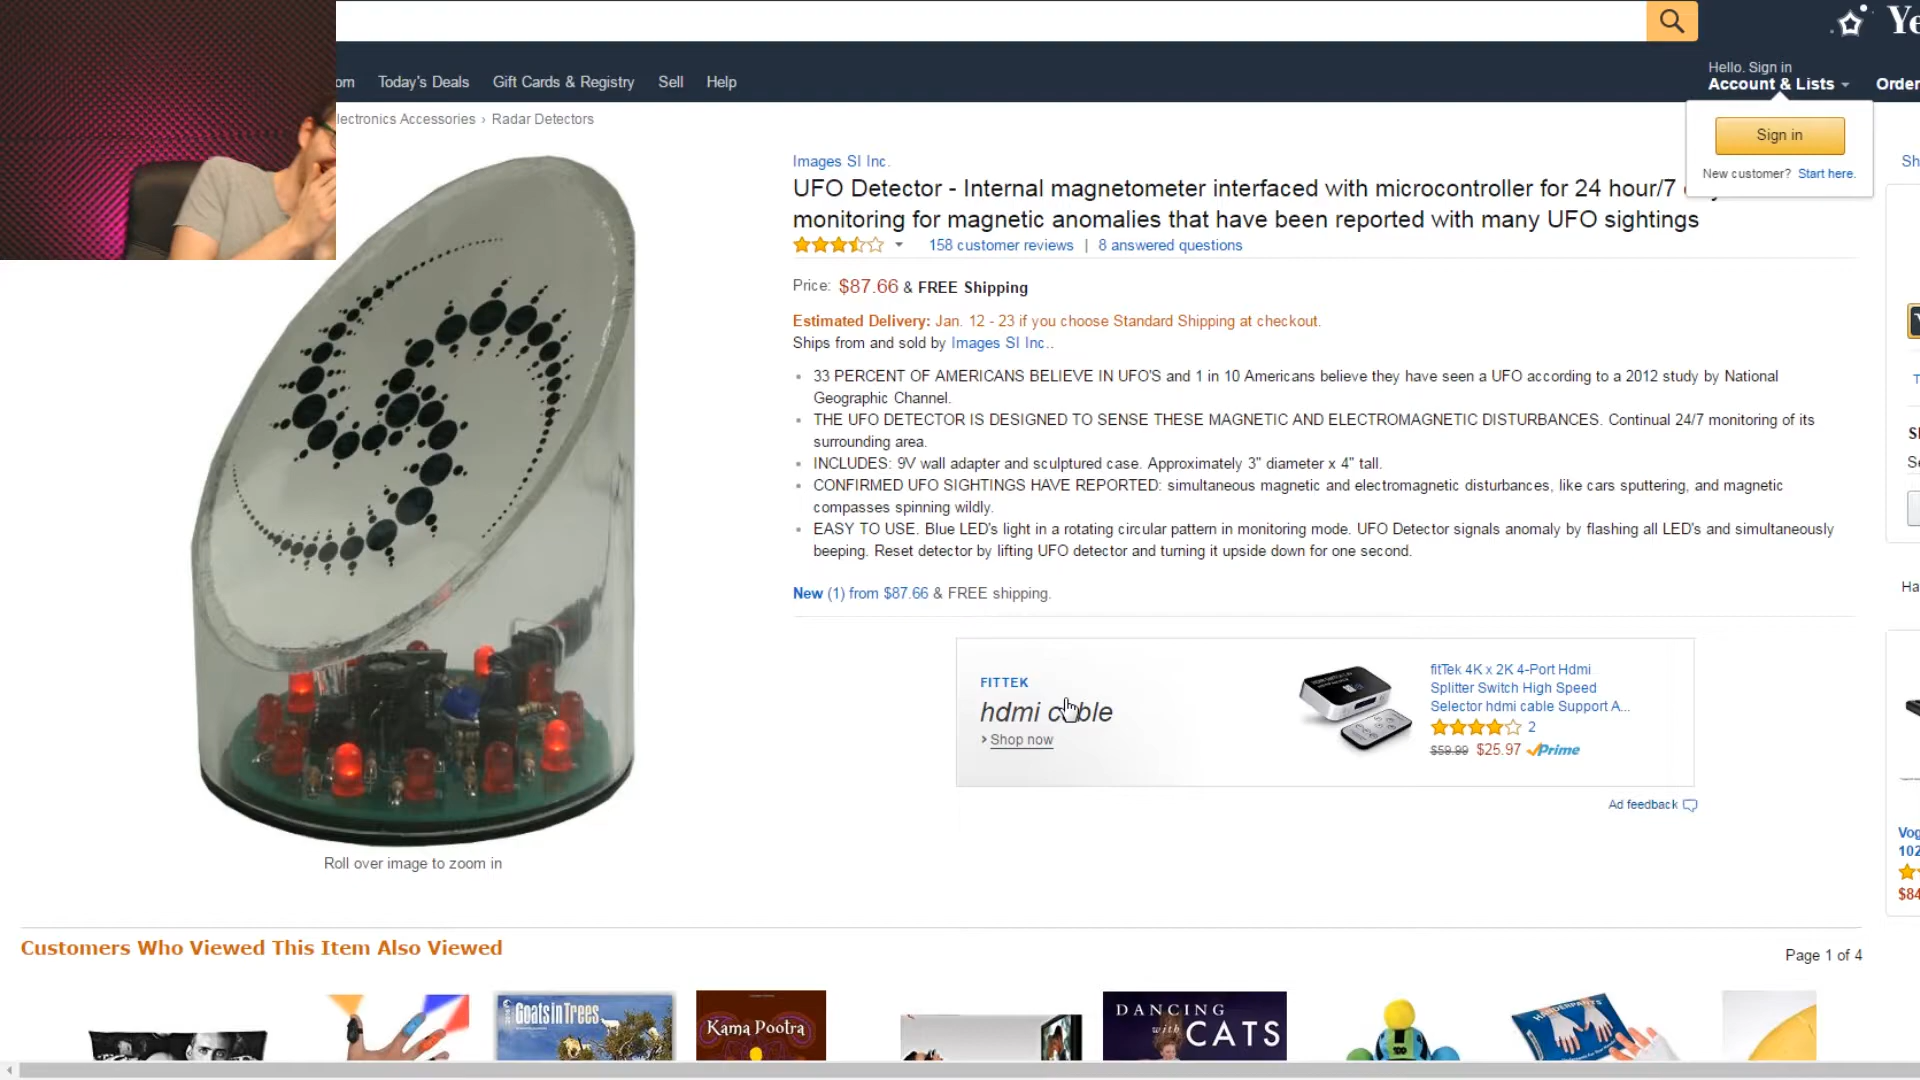 Ye
Hello. Sign in
om Today's Deals Gift Cards & Registry Sell Help
Account & Lists
Order
lectronics Accessories › Radar Detectors
Sign in
New customer? Start here.
Sh
Images SI Inc.
UFO Detector - Internal magnetometer interfaced with microcontroller for 24 hour/7
monitoring for magnetic anomalies that have been reported with many UFO sightings
158 customer reviews | 8 answered questions
Price: $87.66 & FREE Shipping
Estimated Delivery: Jan. 12 - 23 if you choose Standard Shipping at checkout.
Ships from and sold by Images SI Inc..
• 33 PERCENT OF AMERICANS BELIEVE IN UFO'S and 1 in 10 Americans believe they have seen a UFO according to a 2012 study by National
Geographic Channel.
• THE UFO DETECTOR IS DESIGNED TO SENSE THESE MAGNETIC AND ELECTROMAGNETIC DISTURBANCES. Continual 24/7 monitoring of its
surrounding area.
• INCLUDES: 9V wall adapter and sculptured case. Approximately 3" diameter x 4" tall.
• CONFIRMED UFO SIGHTINGS HAVE REPORTED: simultaneous magnetic and electromagnetic disturbances, like cars sputtering, and magnetic
compasses spinning wildly.
• EASY TO USE. Blue LED's light in a rotating circular pattern in monitoring mode. UFO Detector signals anomaly by flashing all LED's and simultaneously
beeping. Reset detector by lifting UFO detector and turning it upside down for one second.
New (1) from $87.66 & FREE shipping.
Ha
FITTEK
hdmi cable
› Shop now
fitTek 4K x 2K 4-Port Hdmi
Splitter Switch High Speed
Selector hdmi cable Support A...
2
$59.99 $25.97 Prime
Ad feedback
Vog
102
$84
Roll over image to zoom in
Customers Who Viewed This Item Also Viewed
Page 1 of 4
Goats in Trees
Kama Pootra
DANCING
with CATS
HANDERPANTS